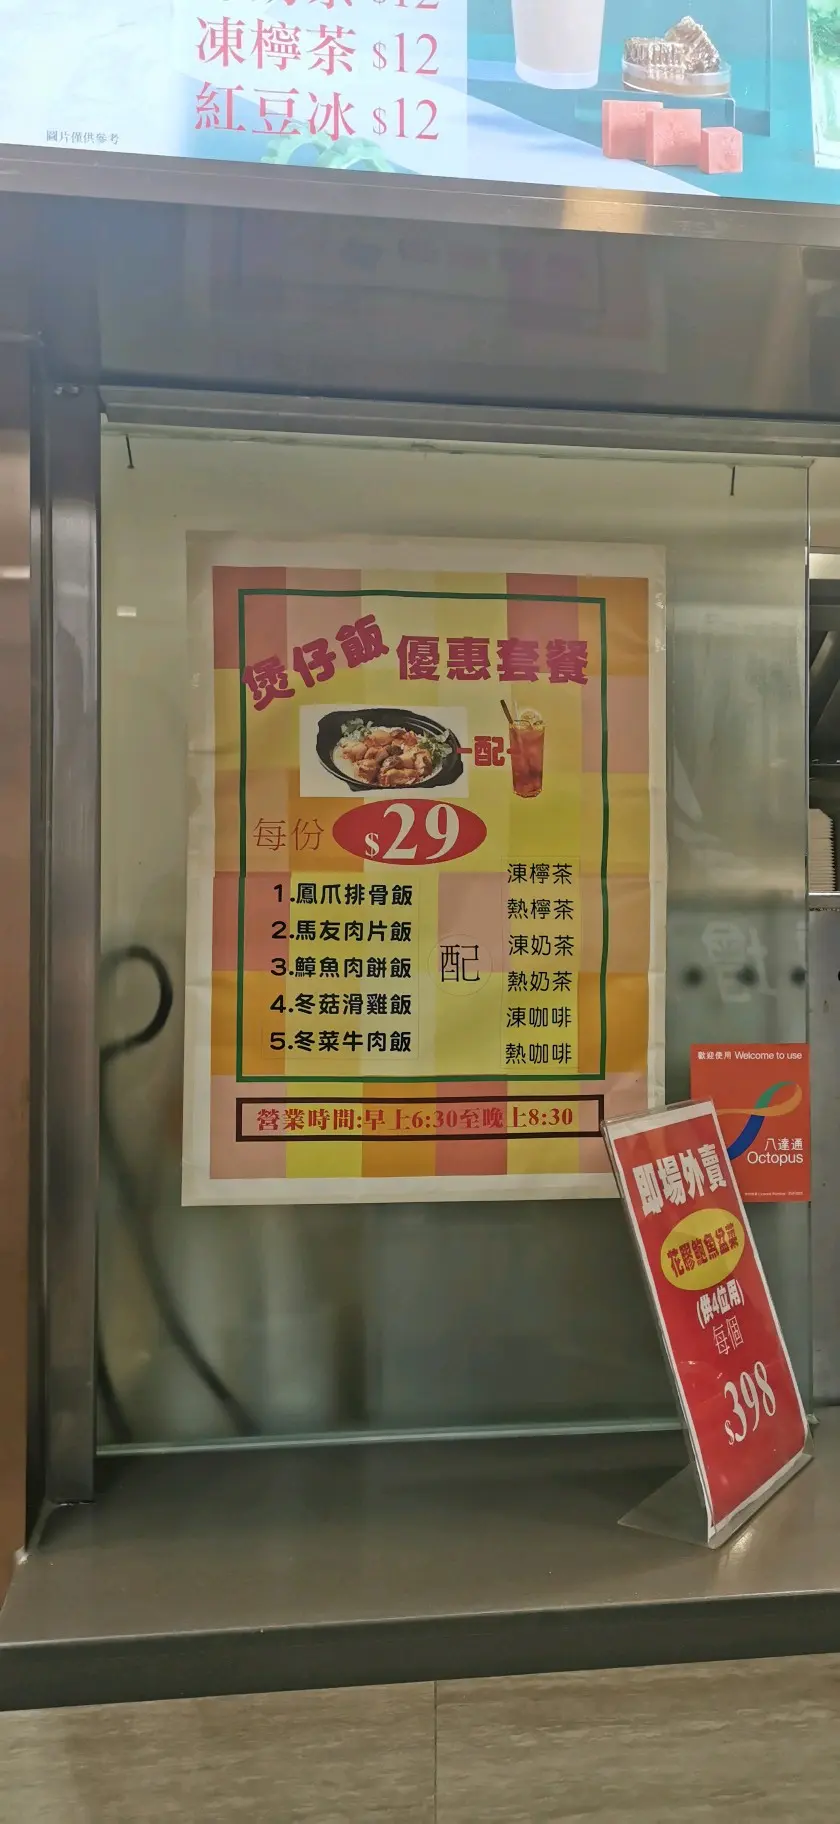 $12
凍檸茶 $12
紅豆冰 $12
圖片僅供參考
煲仔飯 優惠套餐
配
每份 $29
1.鳳爪排骨飯
2.馬友肉片飯
3.鱆魚肉餅飯
4.冬菇滑雞飯
5.冬菜牛肉飯
配
凍檸茶
熱檸茶
凍奶茶
熱奶茶
凍咖啡
熱咖啡
營業時間:早上6:30至晚上8:30
歡迎使用 Welcome to use
八達通
Octopus
即場外賣
花膠鮑魚盆菜
(供4位用)
每個
$398